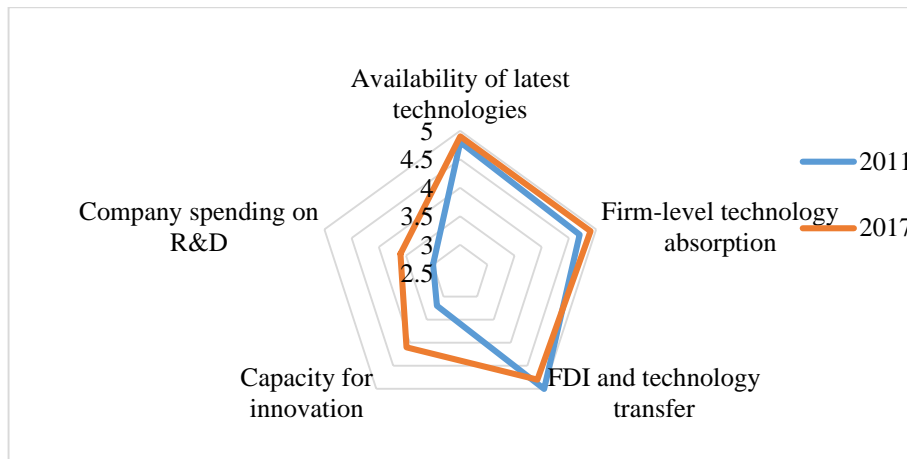 Availability of latest
technologies
5
4.5
4
3.5
3
2.5
Company spending on
R&D
Firm-level technology
absorption
Capacity for
innovation
FDI and technology
transfer
2011
2017